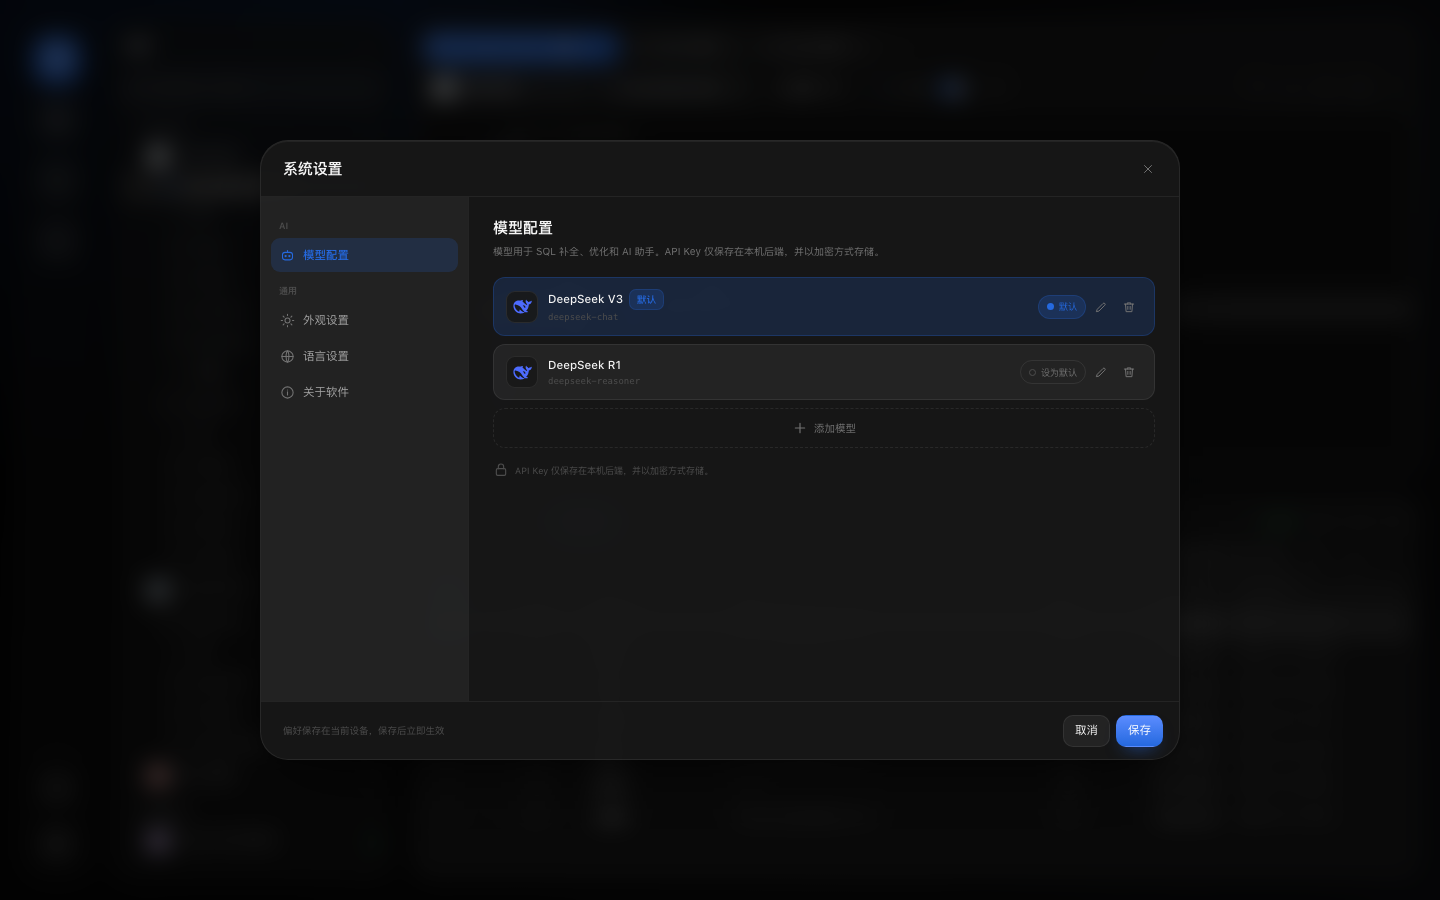 系统设置
AI
模型配置
通用
外观设置
语言设置
关于软件
模型配置
模型用于 SQL 补全、优化和 AI 助手。API Key 仅保存在本机后端，并以加密方式存储。
DeepSeek V3 默认
deepseek-chat
默认
DeepSeek R1
deepseek-reasoner
设为默认
添加模型
API Key 仅保存在本机后端，并以加密方式存储。
偏好保存在当前设备，保存后立即生效
取消
保存